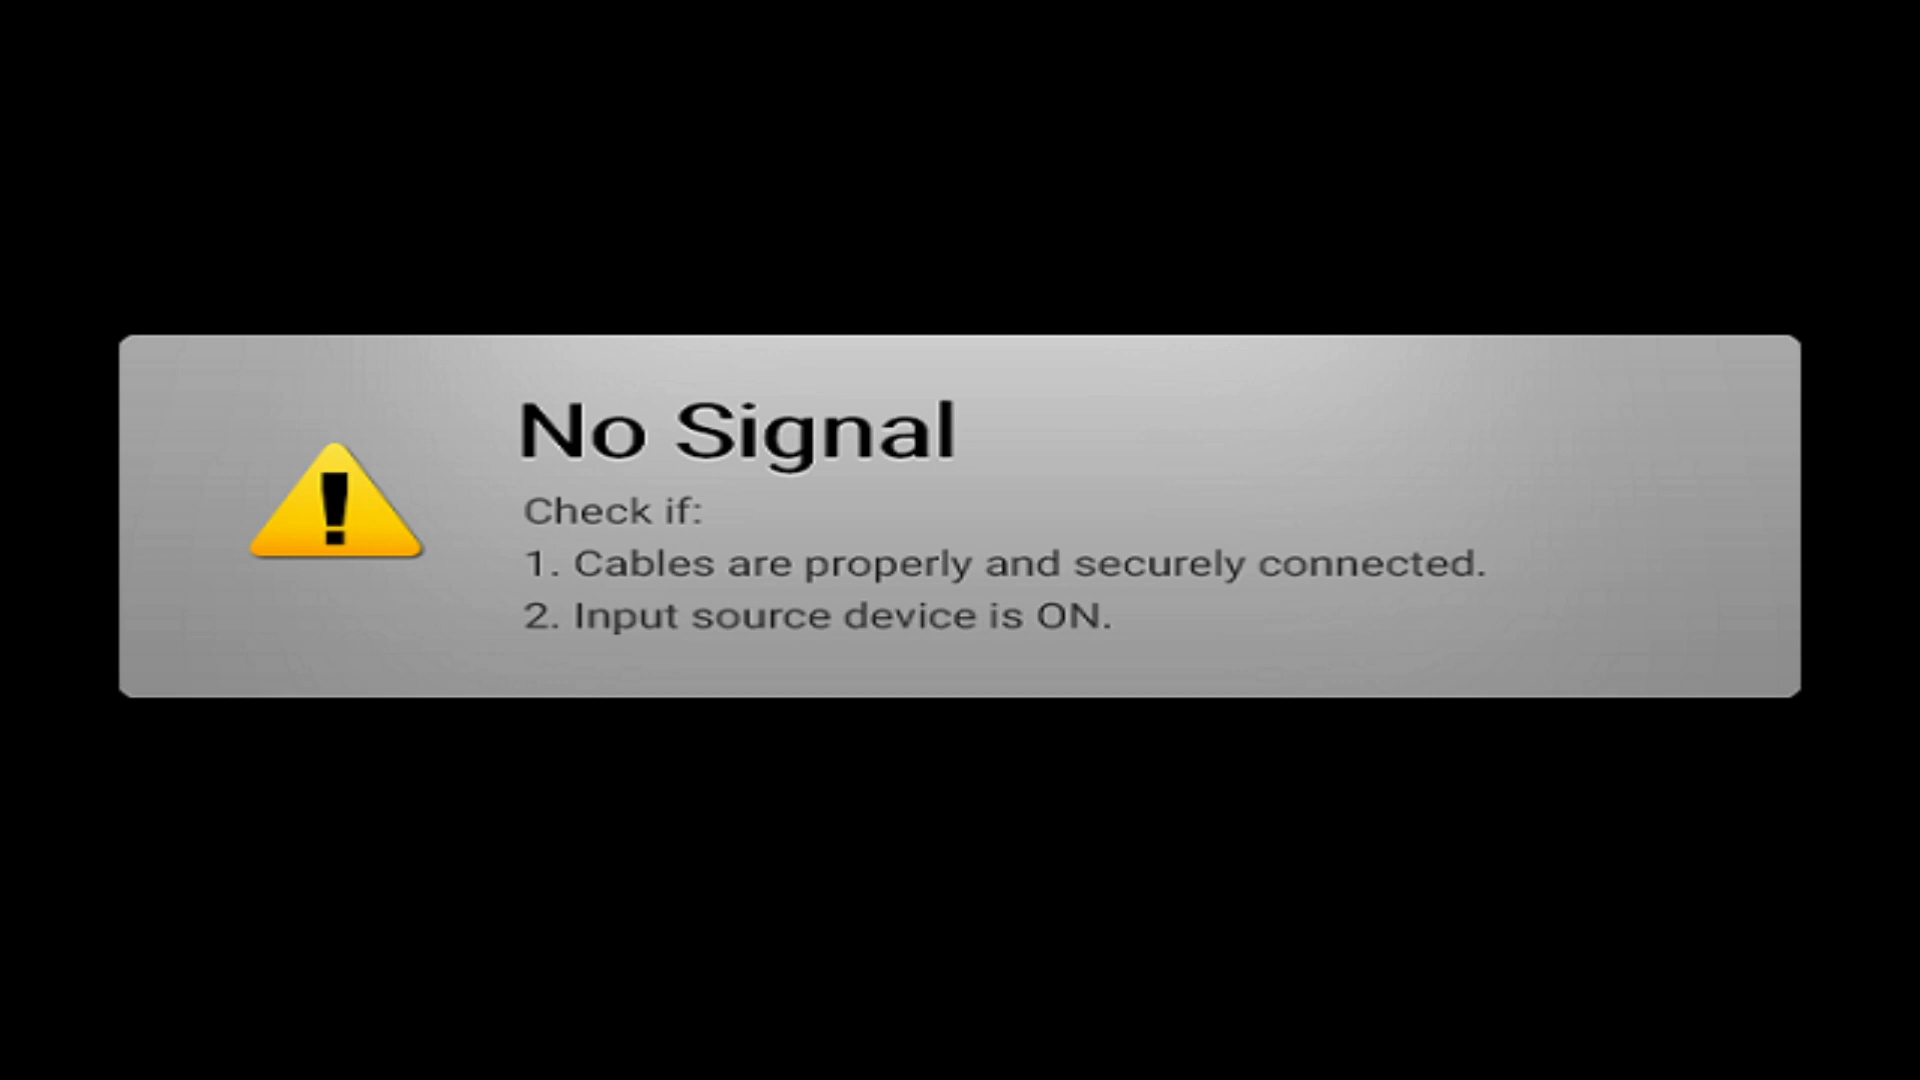 No Signal
Check if:
1. Cables are properly and securely connected.
2. Input source device is ON.